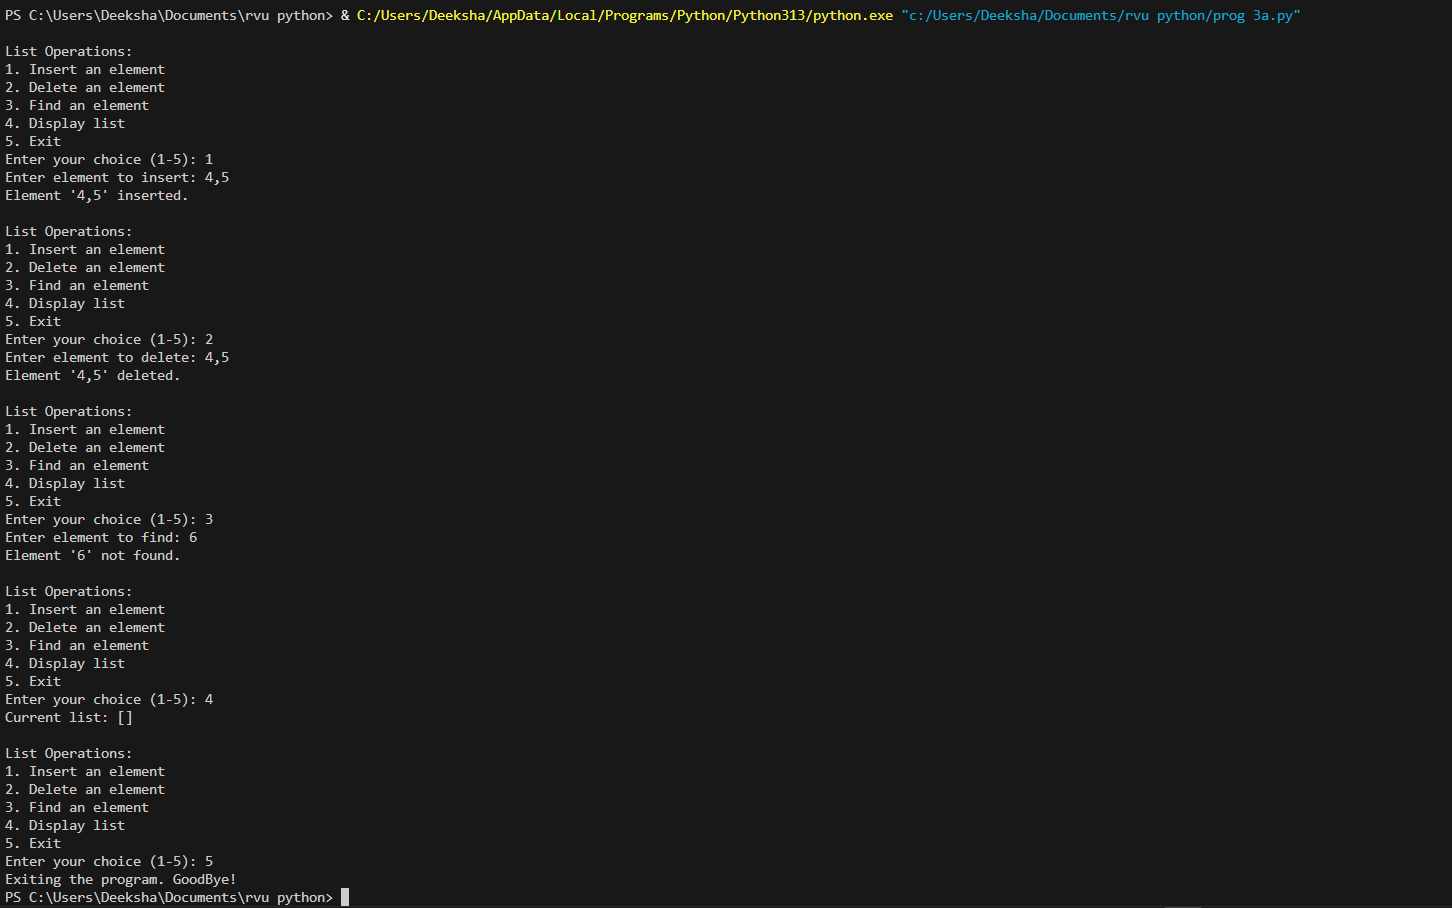 PS C:\Users\Deeksha\Documents\rvu python> & C:/Users/Deeksha/AppData/Local/Programs/Python/Python313/python.exe "c:/Users/Deeksha/Documents/rvu python/prog 3a.py"

List Operations:
1. Insert an element
2. Delete an element
3. Find an element
4. Display list
5. Exit
Enter your choice (1-5): 1
Enter element to insert: 4,5
Element '4,5' inserted.

List Operations:
1. Insert an element
2. Delete an element
3. Find an element
4. Display list
5. Exit
Enter your choice (1-5): 2
Enter element to delete: 4,5
Element '4,5' deleted.

List Operations:
1. Insert an element
2. Delete an element
3. Find an element
4. Display list
5. Exit
Enter your choice (1-5): 3
Enter element to find: 6
Element '6' not found.

List Operations:
1. Insert an element
2. Delete an element
3. Find an element
4. Display list
5. Exit
Enter your choice (1-5): 4
Current list: []

List Operations:
1. Insert an element
2. Delete an element
3. Find an element
4. Display list
5. Exit
Enter your choice (1-5): 5
Exiting the program. GoodBye!
PS C:\Users\Deeksha\Documents\rvu python>